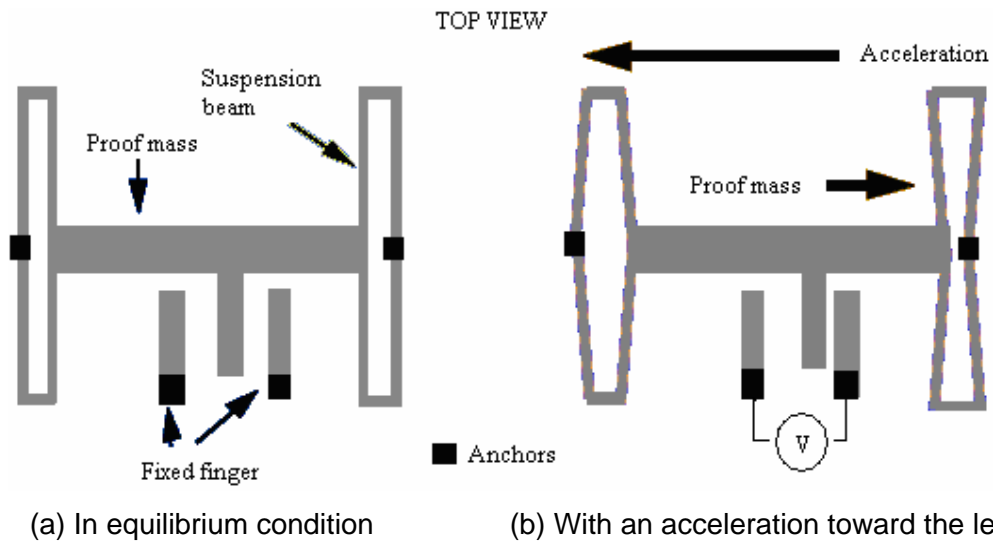 TOP VIEW
Acceleration
Suspension
beam
Proof mass
Proof mass
V
Anchors
Fixed finger
(a) In equilibrium condition
(b) With an acceleration toward the le